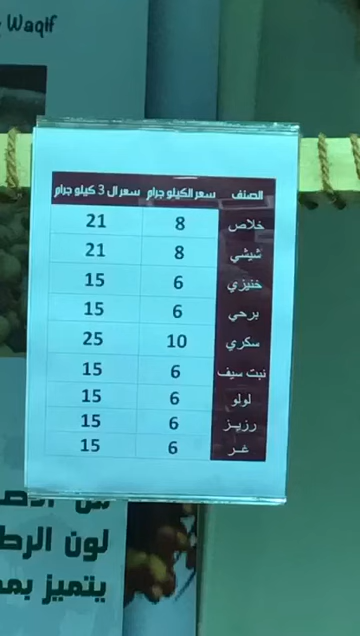 Waqif
الصنف سعر الكيلو جرام سعر ال 3 كيلو جرام
خلاص 8 21
شيشي 8 21
خنيزي 6 15
برحي 6 15
سكري 10 25
نبت سيف 6 15
لولو 6 15
رزيز 6 15
غر 6 15
لون الرط
يتميز بم